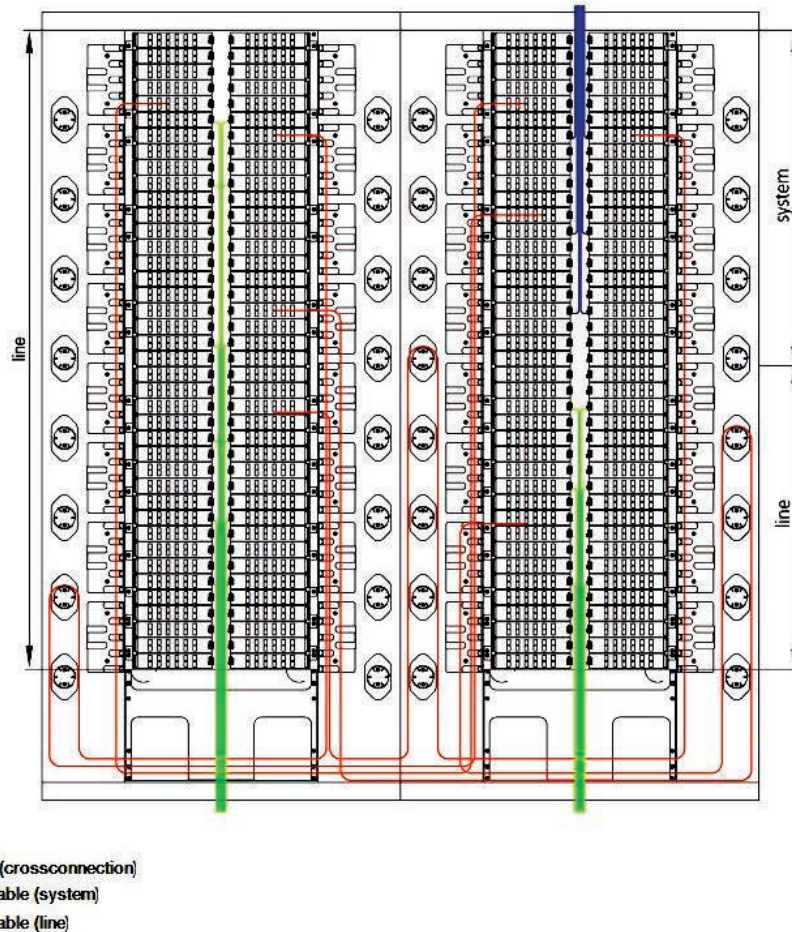 line
system
line
(crossconnection)
able (system)
able (line)